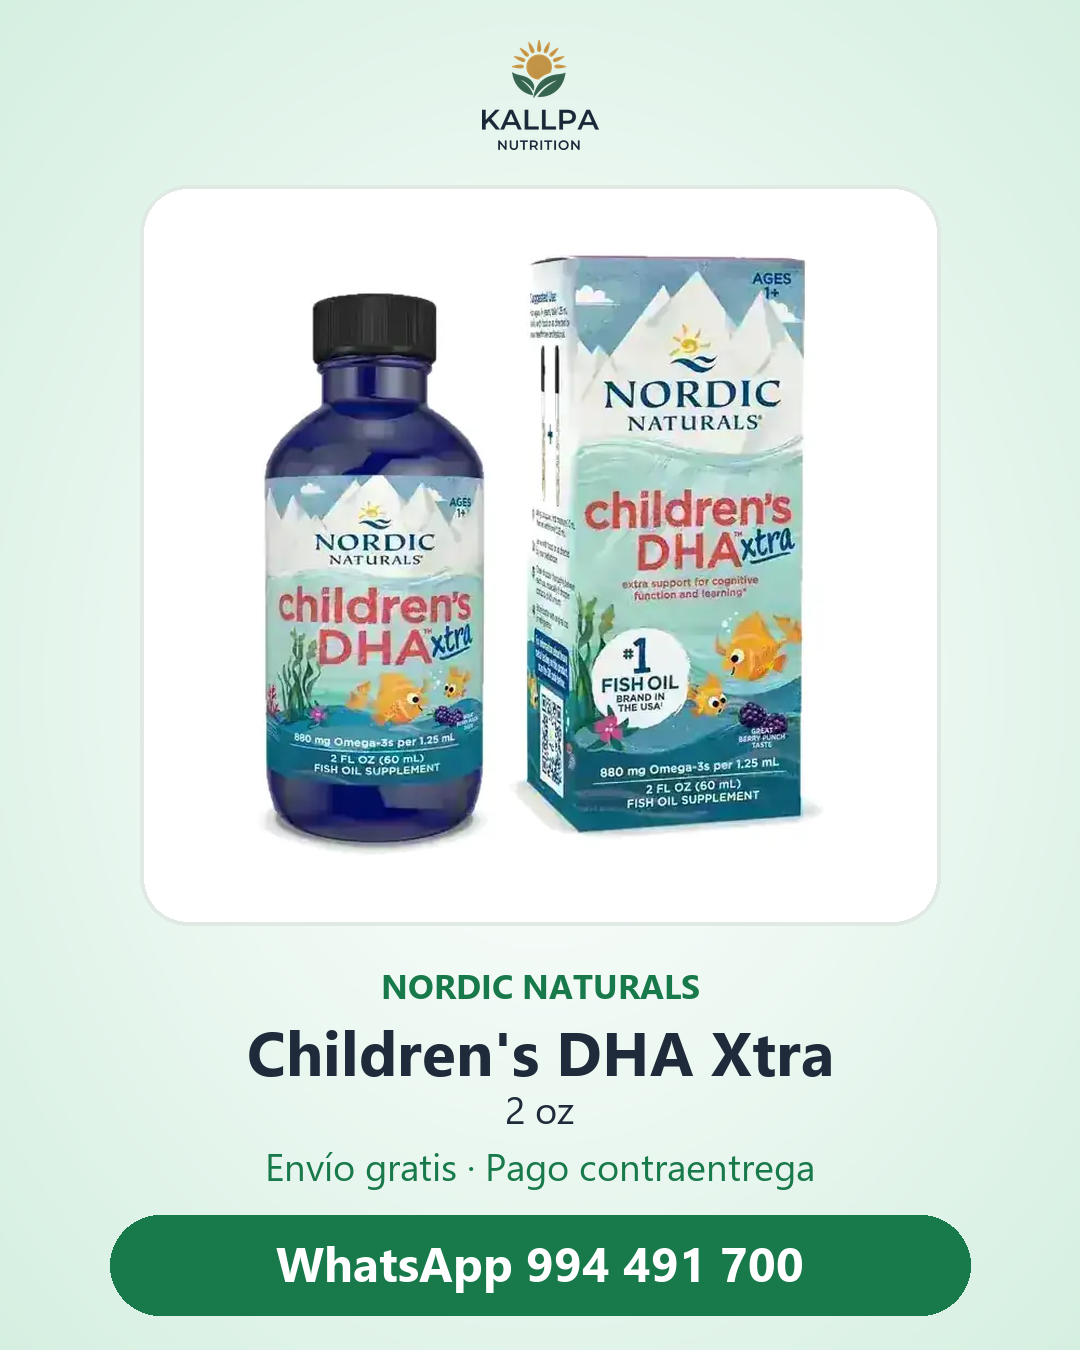 KALLPA
NUTRITION
AGES
1+
NORDIC
NATURALS®
children's
DHA™ xtra
880 mg Omega-3s per 1.25 mL
2 FL OZ (60 mL)
FISH OIL SUPPLEMENT
Suggested Use:
AGES
1+
NORDIC
NATURALS®
children's
DHA™ xtra
extra support for cognitive
function and learning*
#1
FISH OIL
BRAND IN
THE USA†
GREAT
BERRY PUNCH
TASTE
880 mg Omega-3s per 1.25 mL
2 FL OZ (60 mL)
FISH OIL SUPPLEMENT
NORDIC NATURALS
Children's DHA Xtra
2 oz
Envío gratis · Pago contraentrega
WhatsApp 994 491 700